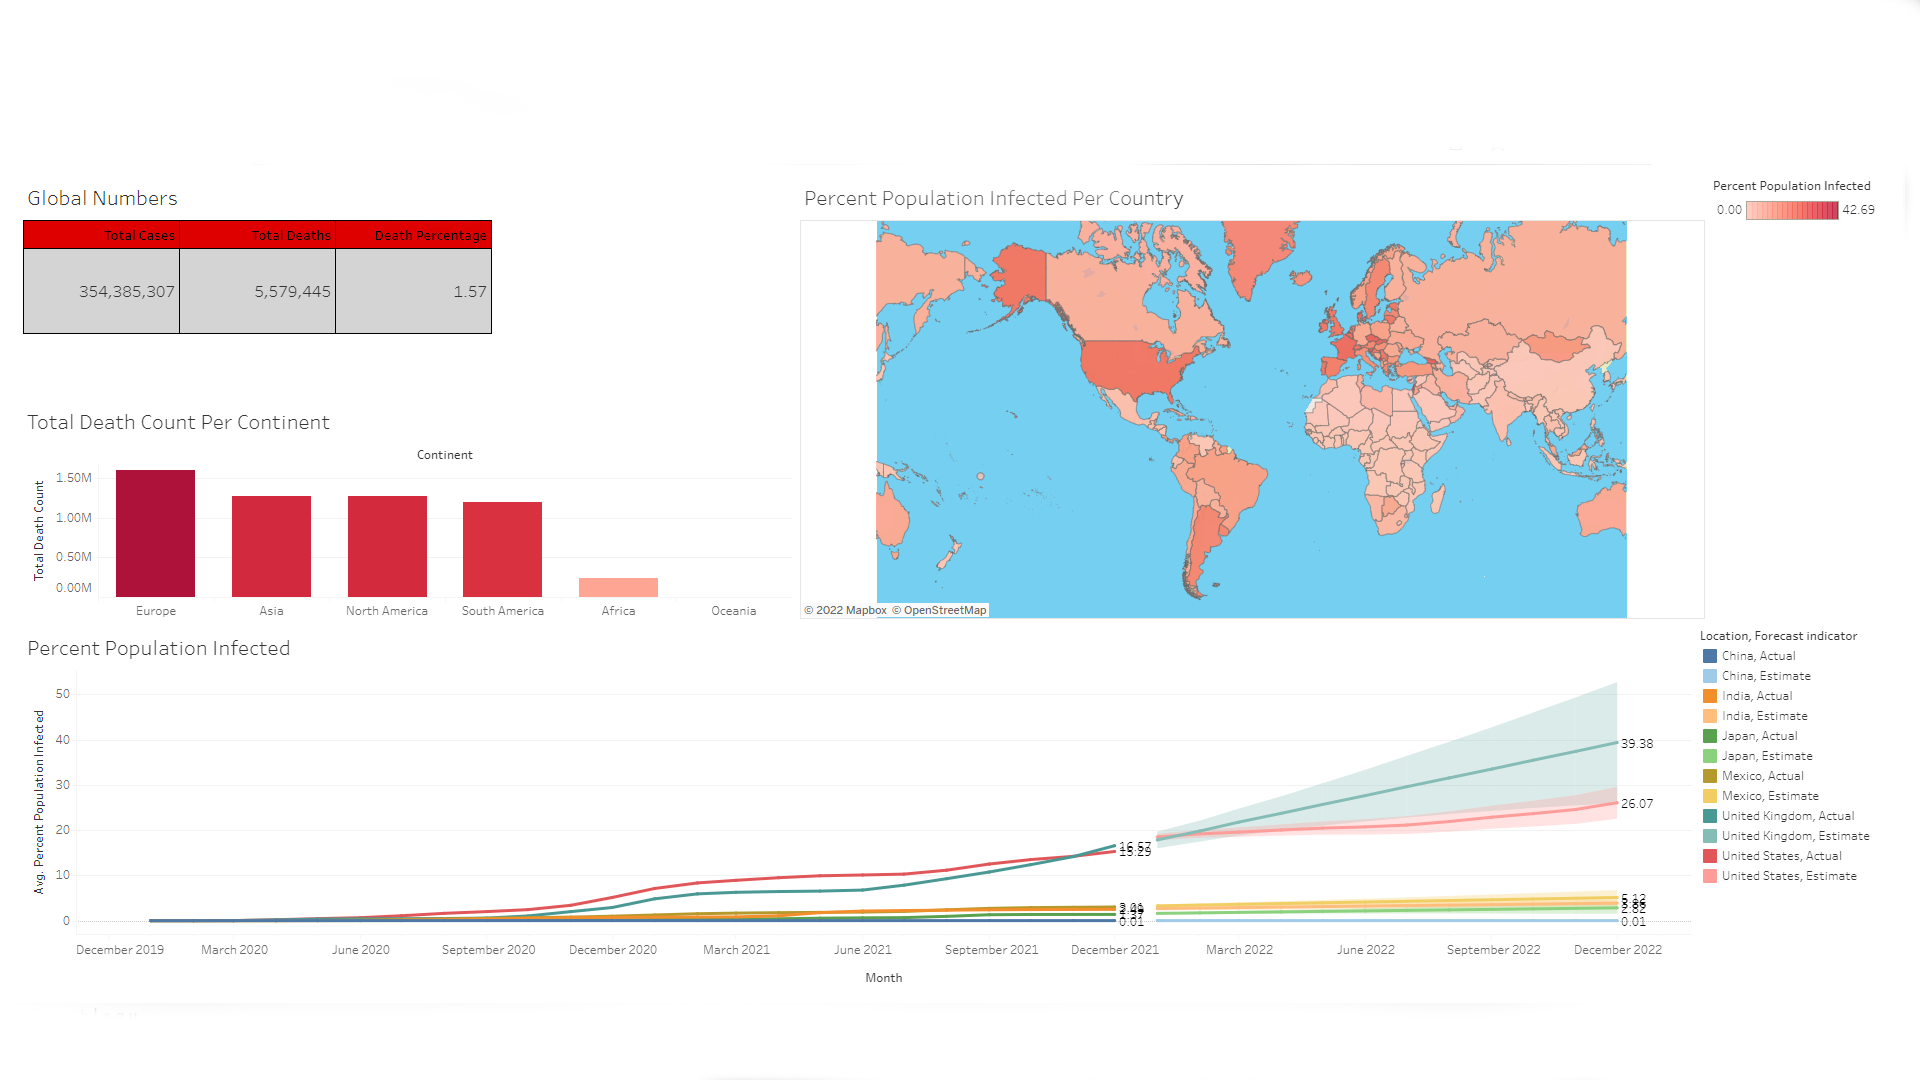 Global Numbers
Total Cases Total Deaths Death Percentage
354,385,307 5,579,445 1.57
Percent Population Infected Per Country
© 2022 Mapbox © OpenStreetMap
Percent Population Infected
0.00 42.69
Total Death Count Per Continent
Continent
Total Death Count
1.50M
1.00M
0.50M
0.00M
Europe Asia North America South America Africa Oceania
Percent Population Infected
Avg. Percent Population Infected
50
40
30
20
10
0
16.57
15.29
0.01
39.38
26.07
5.12
2.82
0.01
December 2019 March 2020 June 2020 September 2020 December 2020 March 2021 June 2021 September 2021 December 2021 March 2022 June 2022 September 2022 December 2022
Month
Location, Forecast indicator
China, Actual
China, Estimate
India, Actual
India, Estimate
Japan, Actual
Japan, Estimate
Mexico, Actual
Mexico, Estimate
United Kingdom, Actual
United Kingdom, Estimate
United States, Actual
United States, Estimate